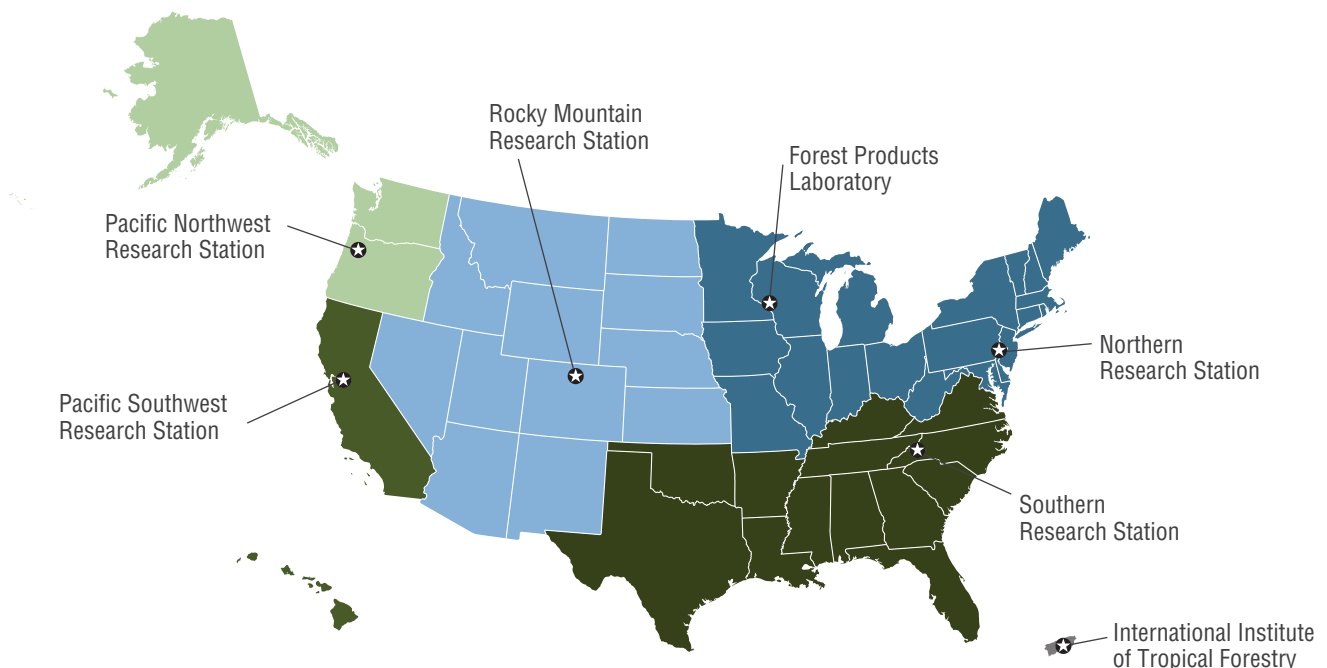 Rocky Mountain
Research Station
Forest Products
Laboratory
Pacific Northwest
Research Station
Northern
Research Station
Pacific Southwest
Research Station
Southern
Research Station
International Institute
of Tropical Forestry